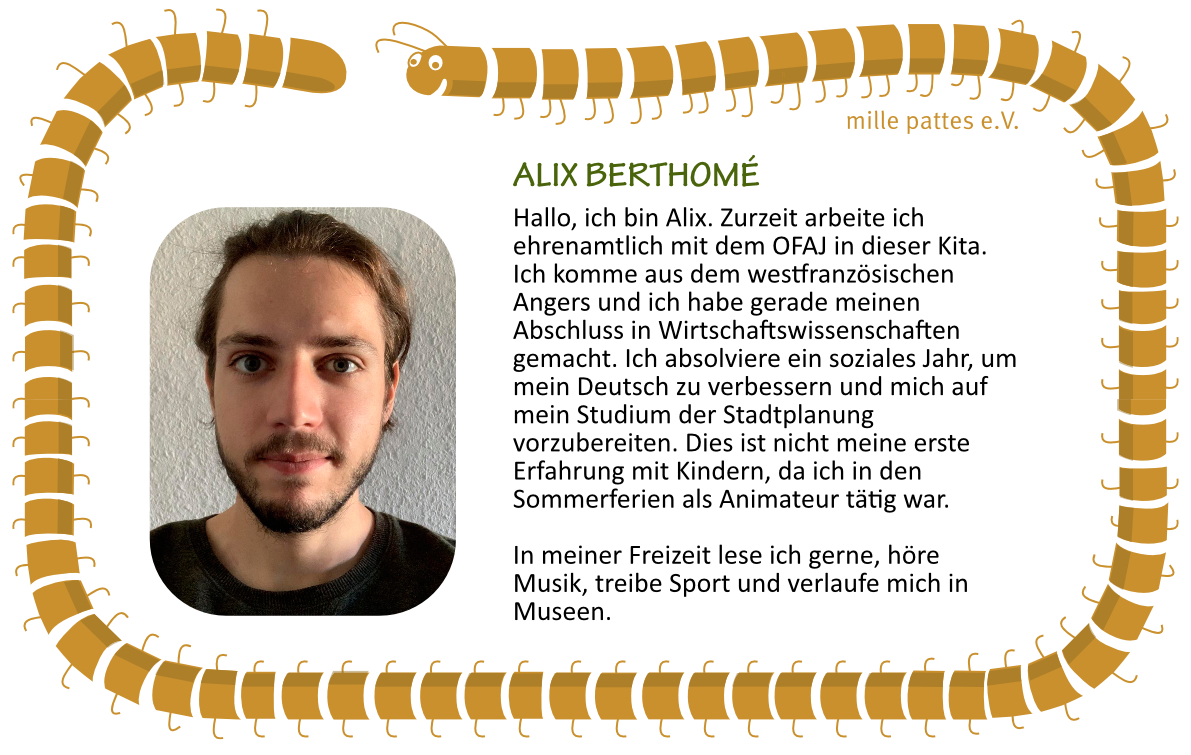 mille pattes e.V.
ALIX BERTHOMÉ
Hallo, ich bin Alix. Zurzeit arbeite ich
ehrenamtlich mit dem OFAJ in dieser Kita.
Ich komme aus dem westfranzösischen
Angers und ich habe gerade meinen
Abschluss in Wirtschaftswissenschaften
gemacht. Ich absolviere ein soziales Jahr, um
mein Deutsch zu verbessern und mich auf
mein Studium der Stadtplanung
vorzubereiten. Dies ist nicht meine erste
Erfahrung mit Kindern, da ich in den
Sommerferien als Animateur tätig war.
In meiner Freizeit lese ich gerne, höre
Musik, treibe Sport und verlaufe mich in
Museen.